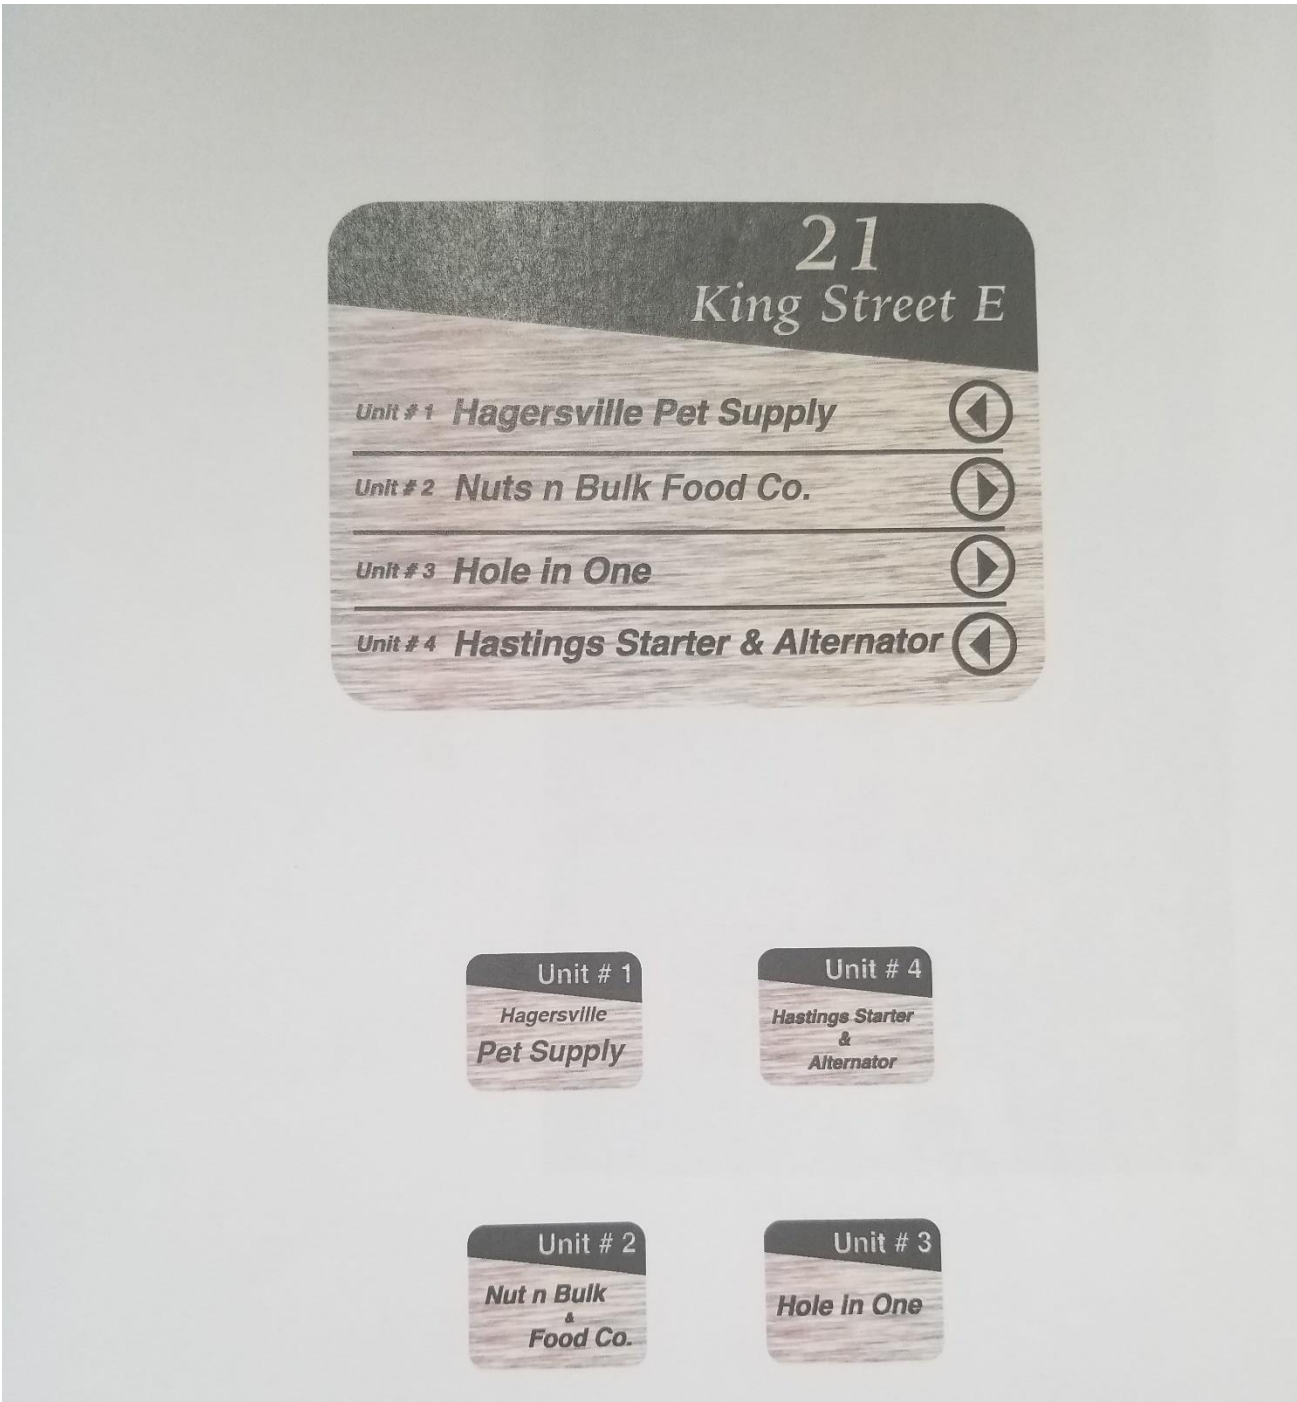 21
King Street E
Unit # 1 Hagersville Pet Supply
Unit # 2 Nuts n Bulk Food Co.
Unit # 3 Hole in One
Unit # 4 Hastings Starter & Alternator
Unit # 1
Hagersville
Pet Supply
Unit # 4
Hastings Starter
&
Alternator
Unit # 2
Nut n Bulk
&
Food Co.
Unit # 3
Hole in One